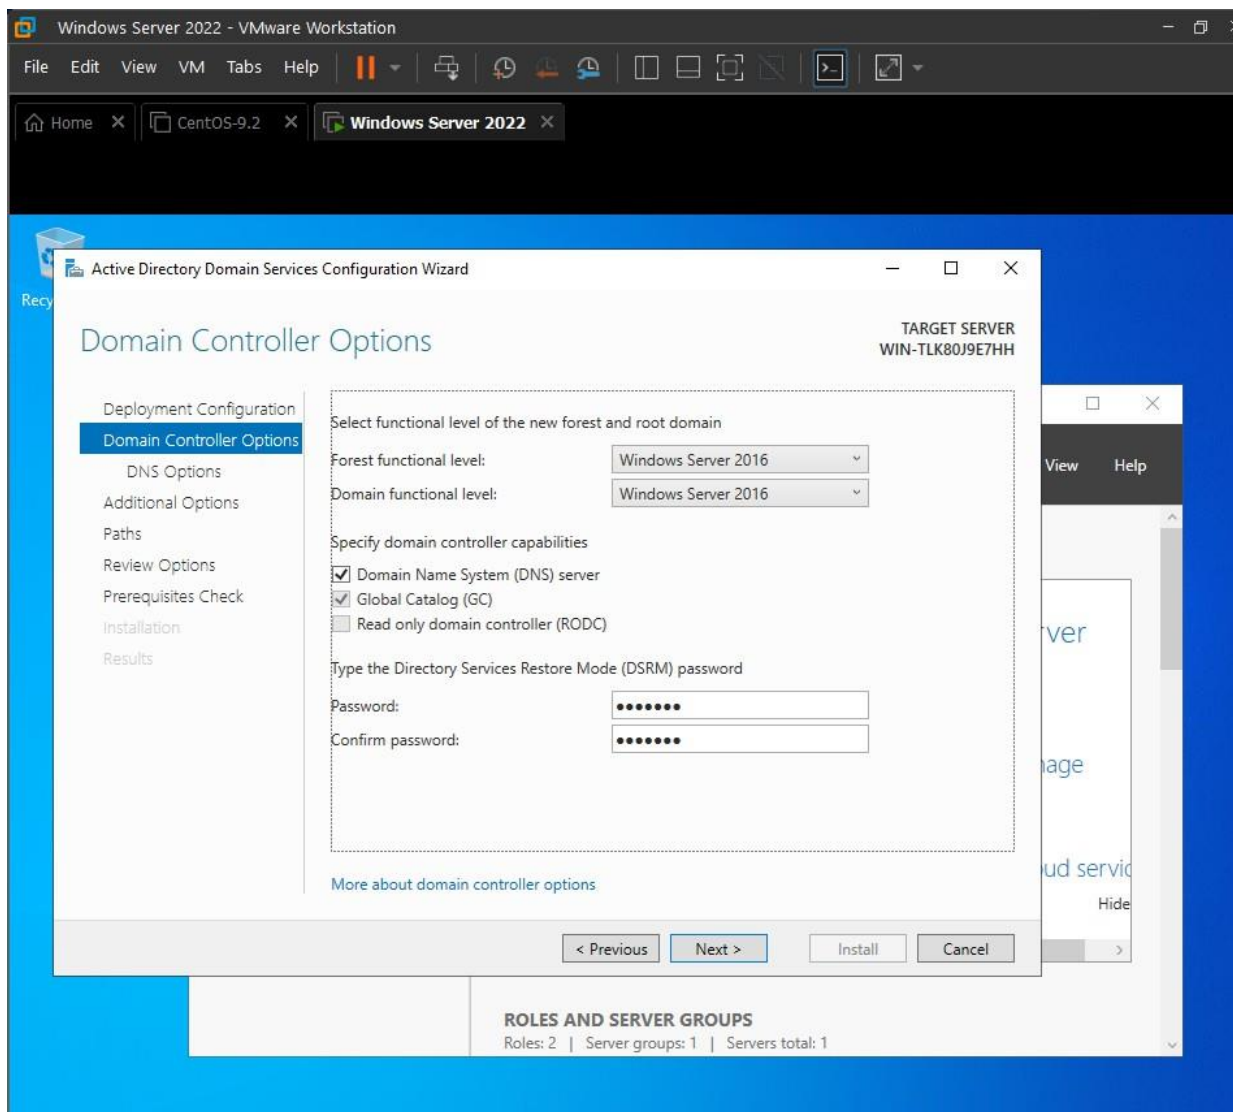 Windows Server 2022 - VMware Workstation
File Edit View VM Tabs Help
Home CentOS-9.2 Windows Server 2022
Recy
Active Directory Domain Services Configuration Wizard
Domain Controller Options
TARGET SERVER
WIN-TLK80J9E7HH
Deployment Configuration
Domain Controller Options
DNS Options
Additional Options
Paths
Review Options
Prerequisites Check
Installation
Results
Select functional level of the new forest and root domain
Forest functional level: Windows Server 2016
Domain functional level: Windows Server 2016
Specify domain controller capabilities
Domain Name System (DNS) server
Global Catalog (GC)
Read only domain controller (RODC)
Type the Directory Services Restore Mode (DSRM) password
Password: •••••••
Confirm password: •••••••
More about domain controller options
< Previous Next > Install Cancel
View Help
ver
nage
oud servic
Hide
ROLES AND SERVER GROUPS
Roles: 2 | Server groups: 1 | Servers total: 1